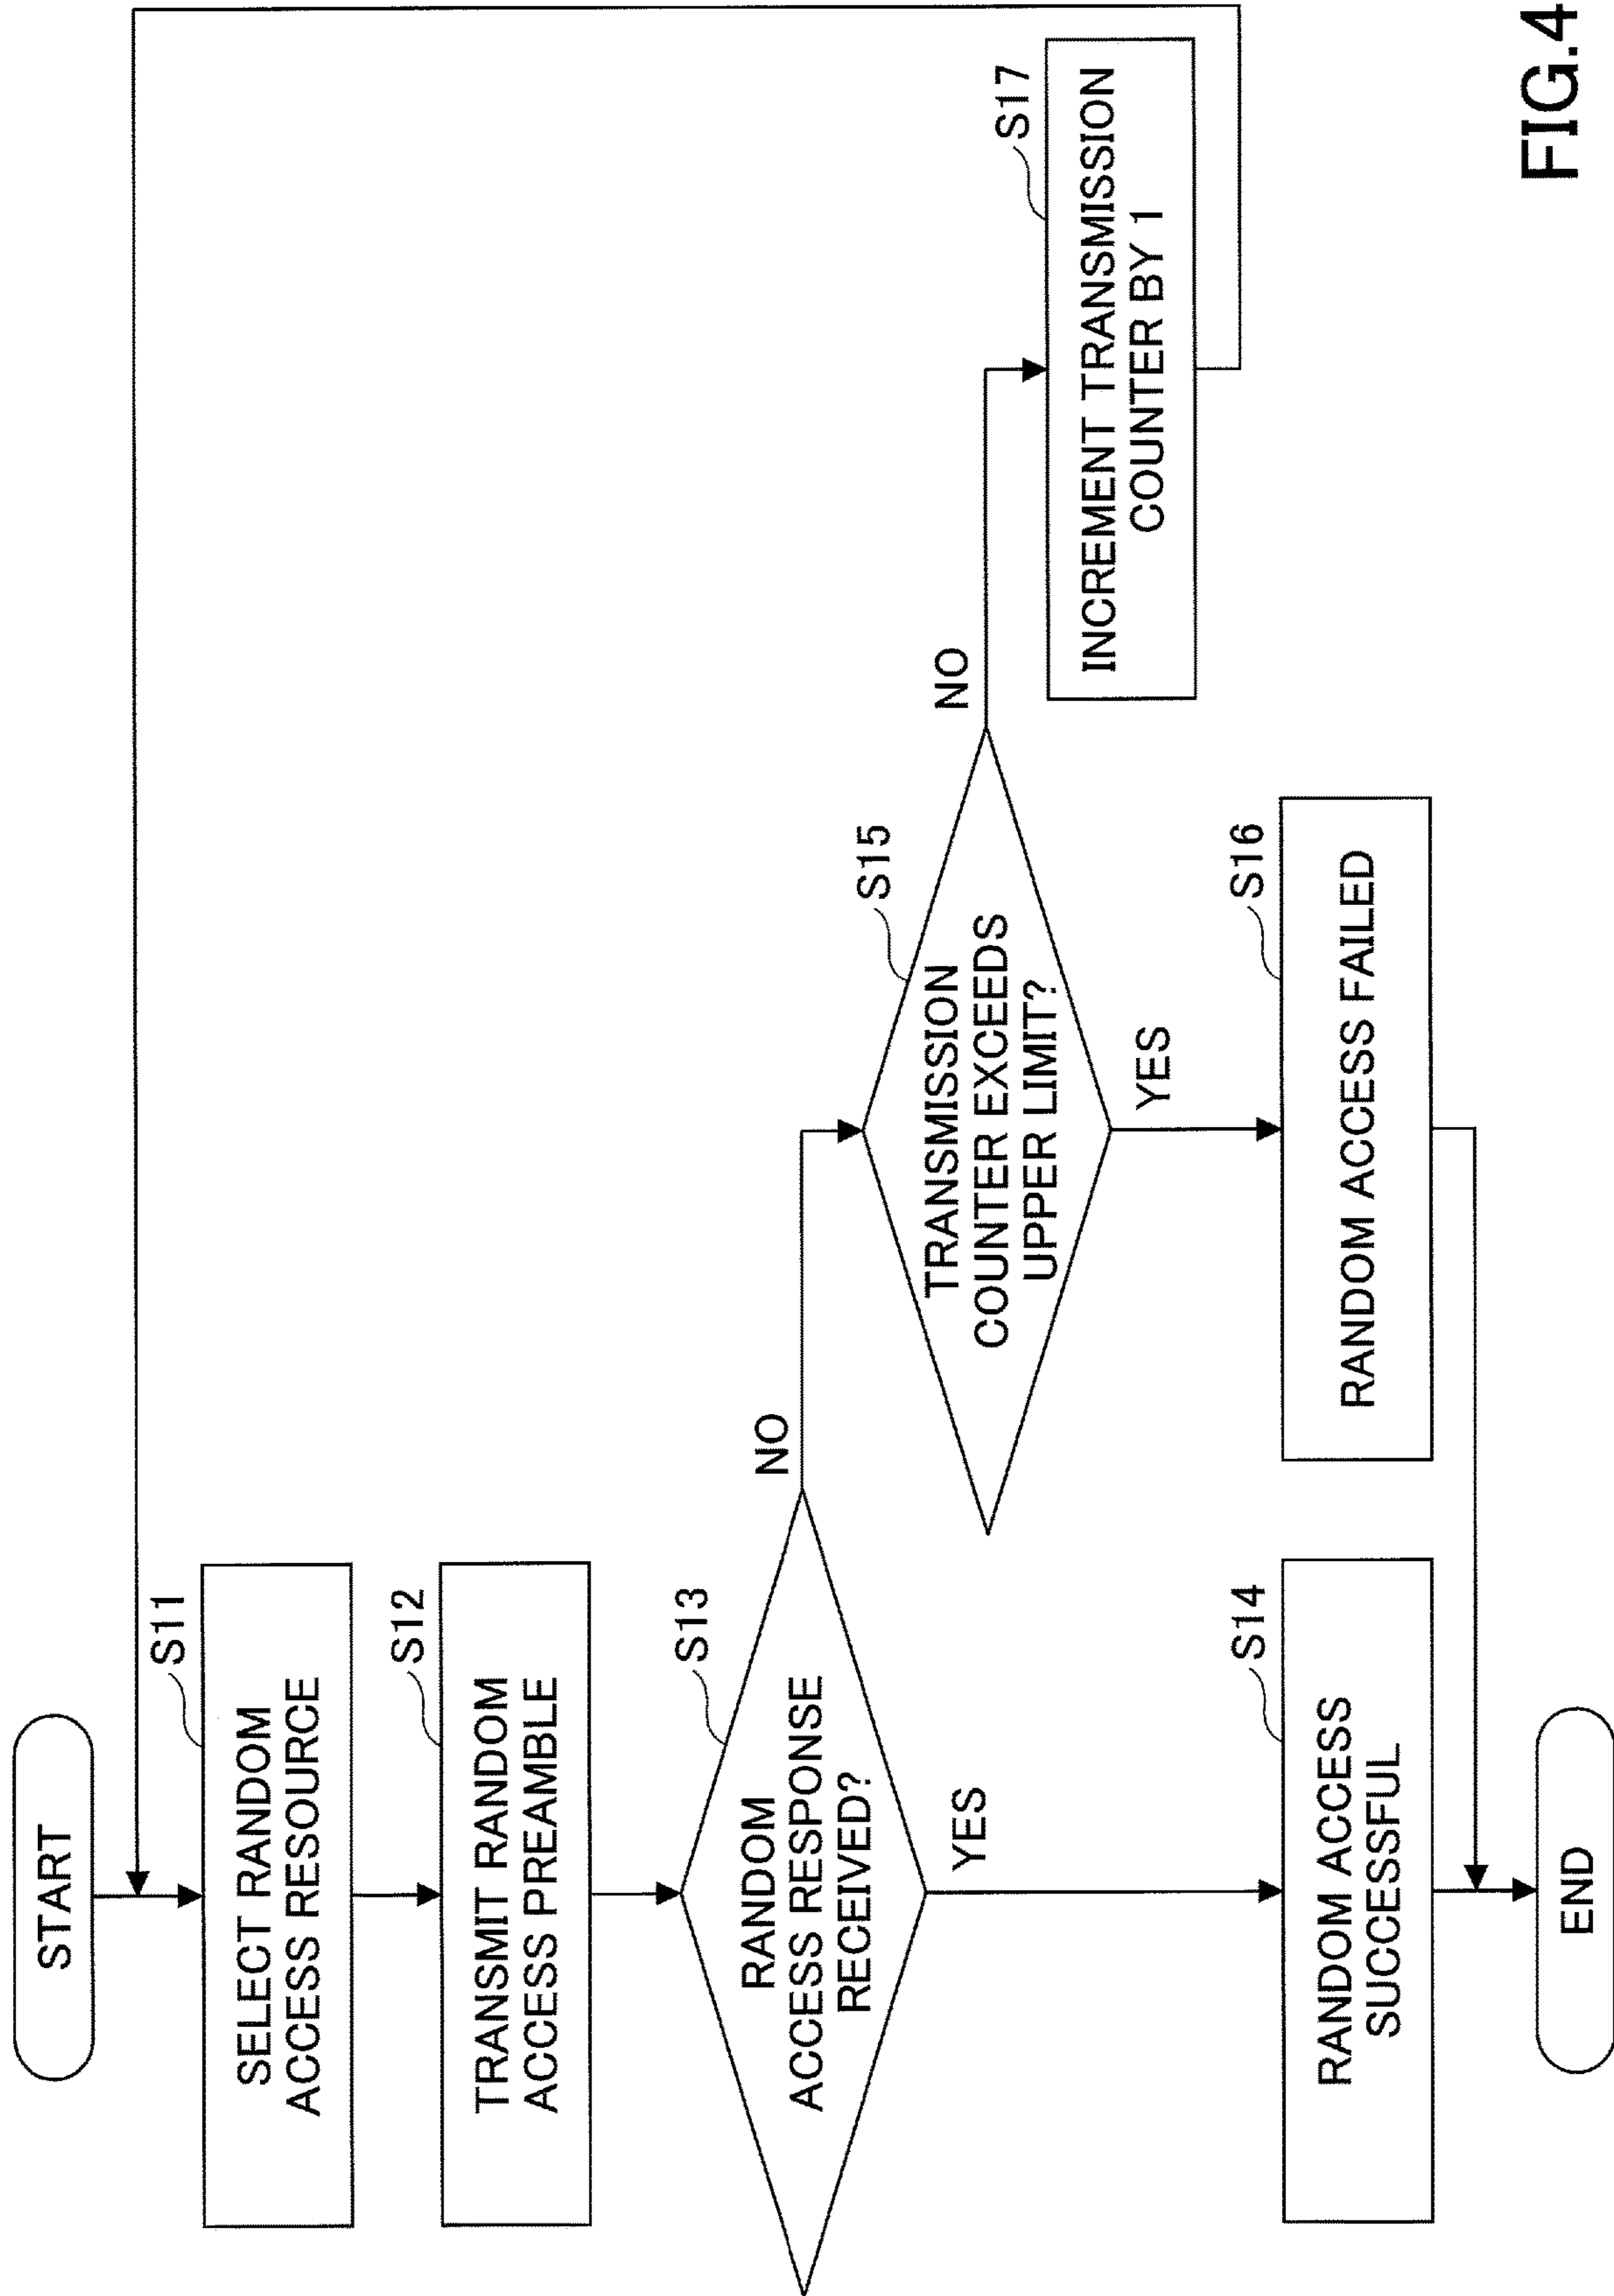 START
S11
SELECT RANDOM
ACCESS RESOURCE
S12
TRANSMIT RANDOM
ACCESS PREAMBLE
S13
RANDOM
ACCESS RESPONSE
RECEIVED?
NO
YES
S15
TRANSMISSION
COUNTER EXCEEDS
UPPER LIMIT?
NO
YES
S17
INCREMENT TRANSMISSION
COUNTER BY 1
S14
RANDOM ACCESS
SUCCESSFUL
S16
RANDOM ACCESS FAILED
END
FIG.4